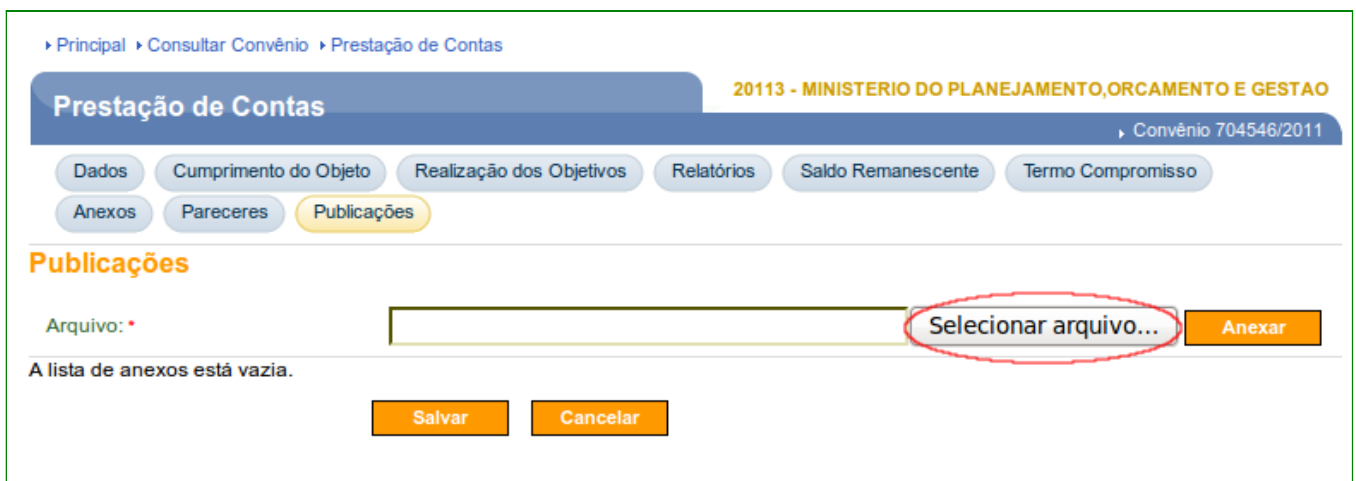 Principal Consultar Convênio Prestação de Contas
20113 - MINISTERIO DO PLANEJAMENTO,ORCAMENTO E GESTAO
Prestação de Contas
Convênio 704546/2011
Dados Cumprimento do Objeto Realização dos Objetivos Relatórios Saldo Remanescente Termo Compromisso
Anexos Pareceres Publicações
Publicações
Arquivo: * Selecionar arquivo... Anexar
A lista de anexos está vazia.
Salvar Cancelar